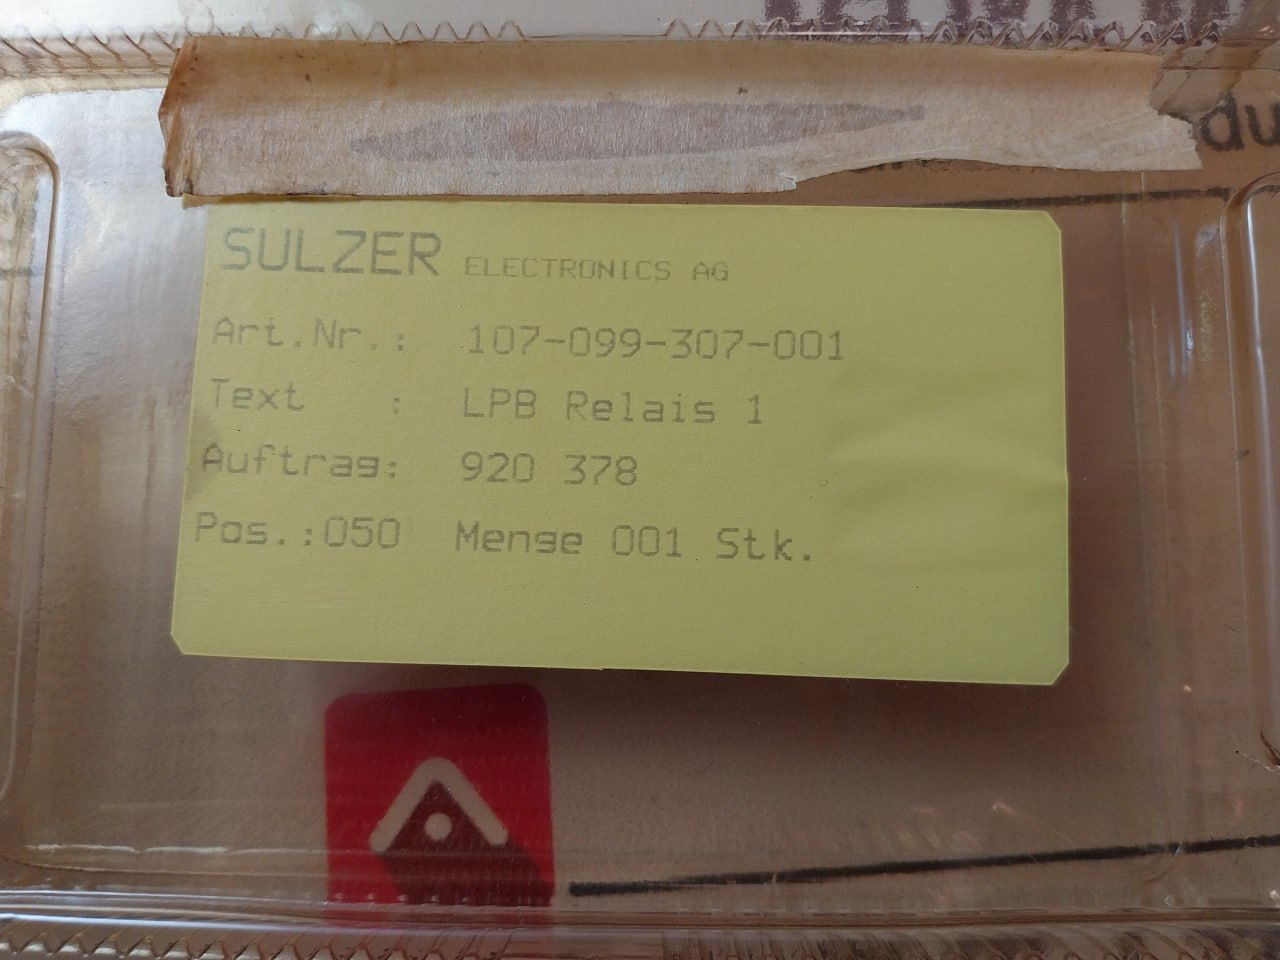 SULZER ELECTRONICS AG
Art.Nr.: 107-099-307-001
Text : LPB Relais 1
Auftrag: 920 378
Pos.:050 Menge 001 Stk.
du